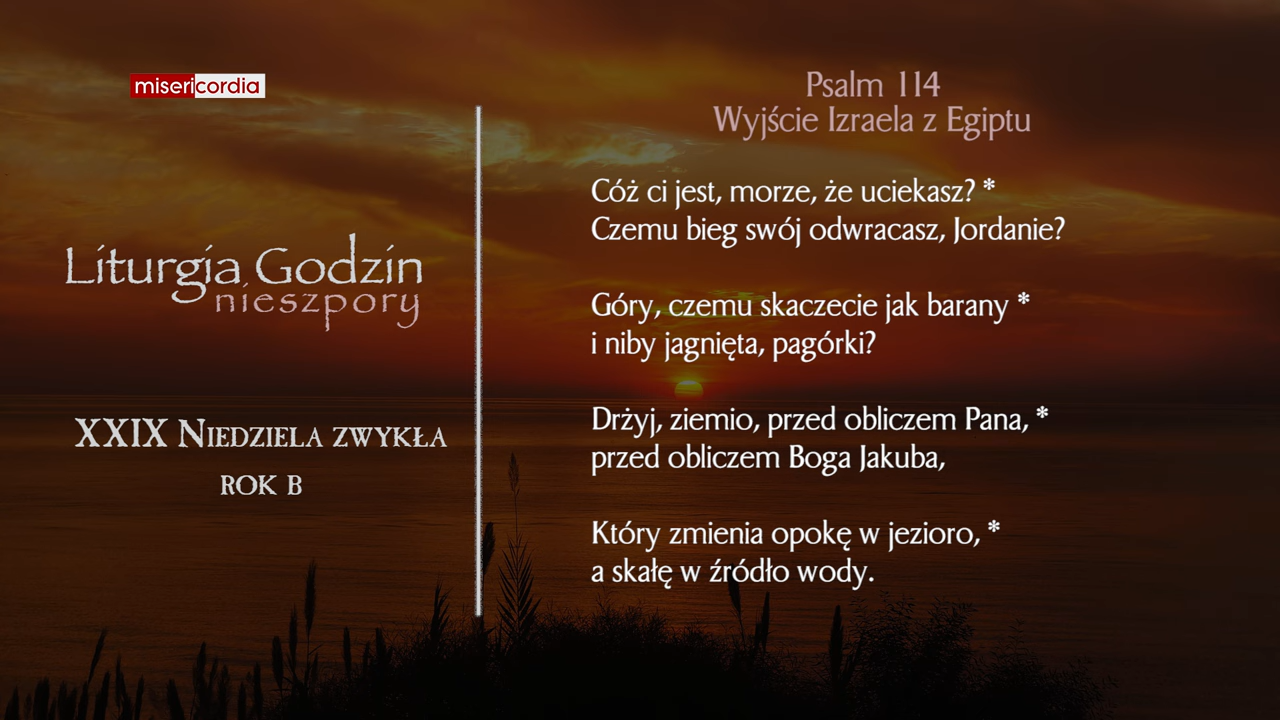 misericordia
Liturgia Godzin
nieszpory
XXIX Niedziela zwykła
rok B
Psalm 114
Wyjście Izraela z Egiptu
Cóż ci jest, morze, że uciekasz? *
Czemu bieg swój odwracasz, Jordanie?
Góry, czemu skaczecie jak barany *
i niby jagnięta, pagórki?
Drżyj, ziemio, przed obliczem Pana, *
przed obliczem Boga Jakuba,
Który zmienia opokę w jezioro, *
a skałę w źródło wody.